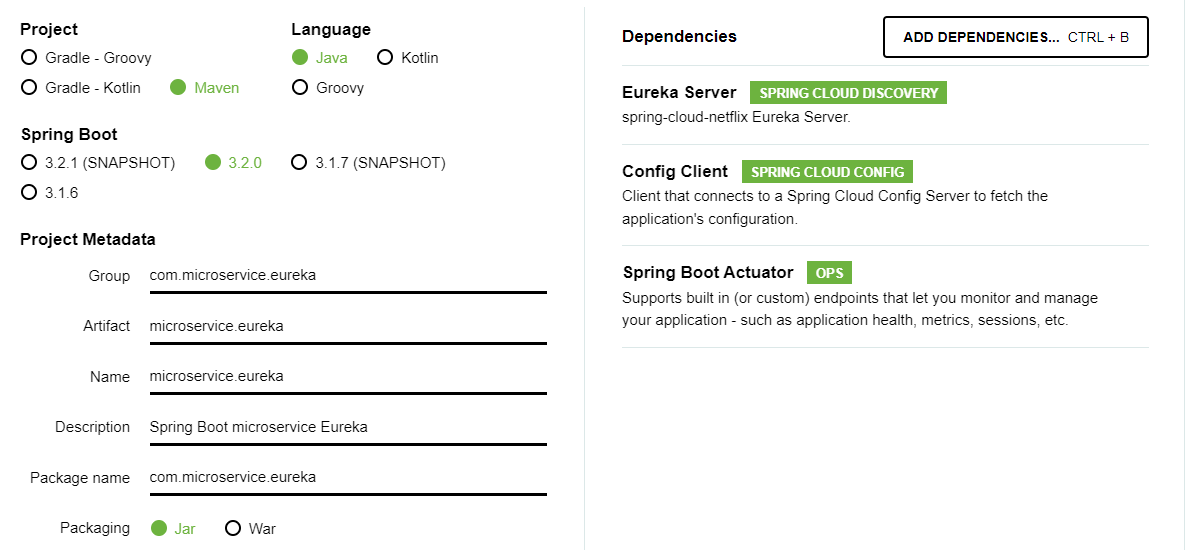 Project
Language
Gradle - Groovy
Java
Kotlin
Gradle - Kotlin
Maven
Groovy
Spring Boot
3.2.1 (SNAPSHOT)
3.2.0
3.1.7 (SNAPSHOT)
3.1.6
Project Metadata
Group
com.microservice.eureka
Artifact
microservice.eureka
Name
microservice.eureka
Description
Spring Boot microservice Eureka
Package name
com.microservice.eureka
Packaging
Jar
War
Dependencies
ADD DEPENDENCIES... CTRL + B
Eureka Server SPRING CLOUD DISCOVERY
spring-cloud-netflix Eureka Server.
Config Client SPRING CLOUD CONFIG
Client that connects to a Spring Cloud Config Server to fetch the
application's configuration.
Spring Boot Actuator OPS
Supports built in (or custom) endpoints that let you monitor and manage
your application - such as application health, metrics, sessions, etc.